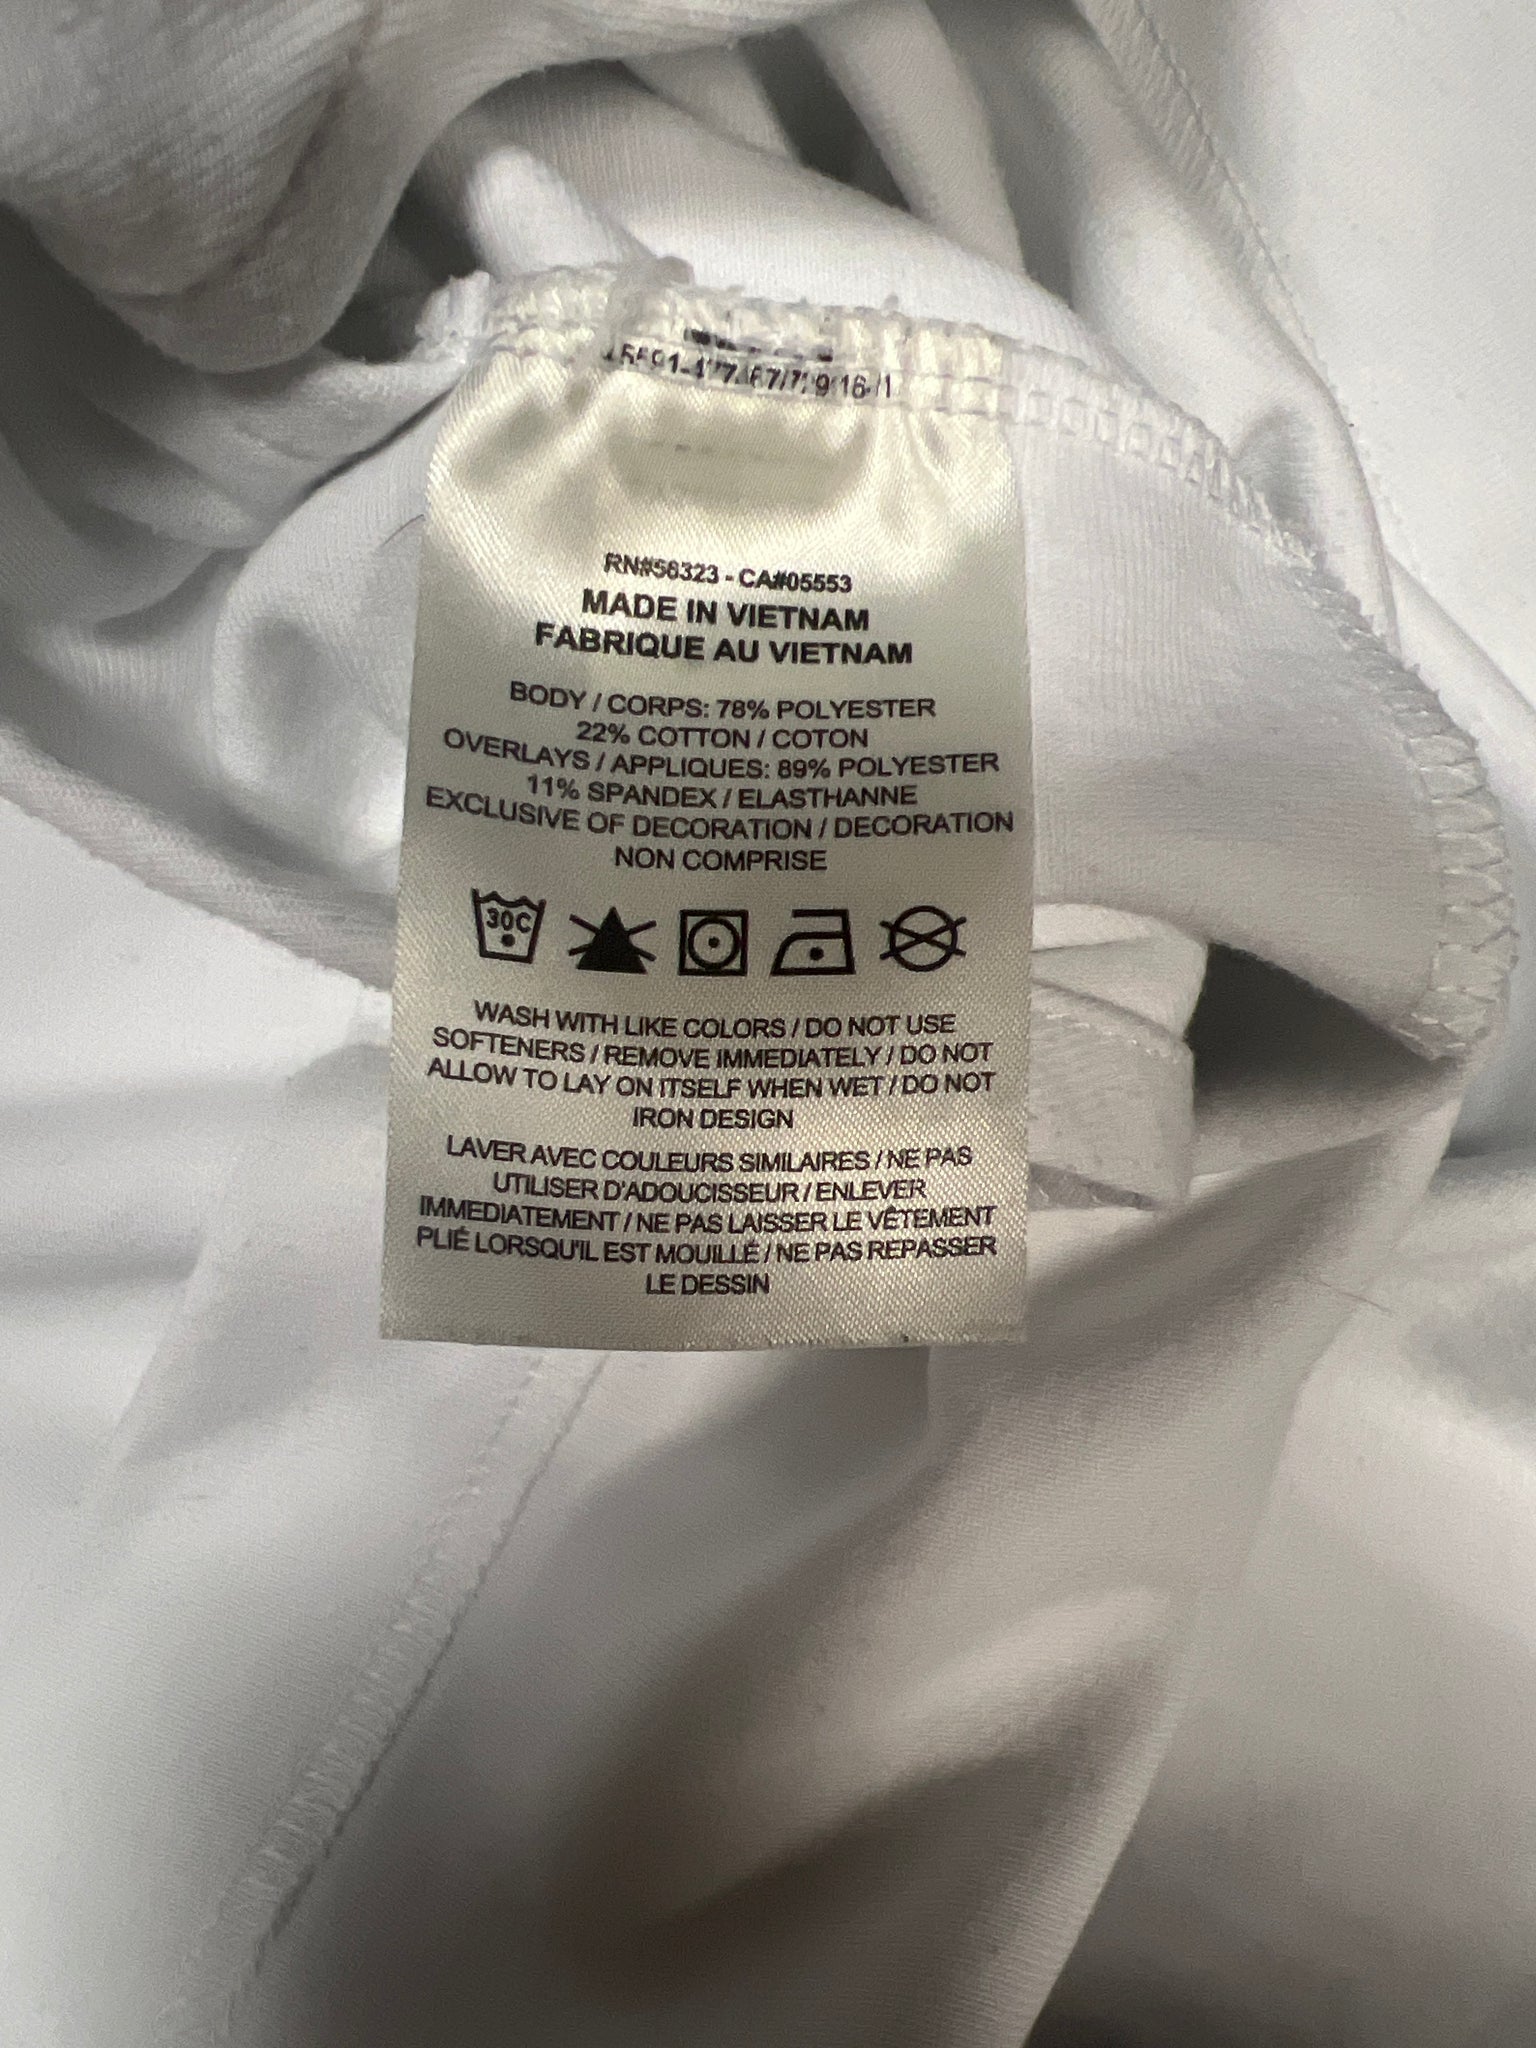 RN#56323 - CA#05553
MADE IN VIETNAM
FABRIQUE AU VIETNAM
BODY / CORPS: 78% POLYESTER
22% COTTON / COTON
OVERLAYS / APPLIQUES: 89% POLYESTER
11% SPANDEX / ELASTHANNE
EXCLUSIVE OF DECORATION / DECORATION
NON COMPRISE
30C
WASH WITH LIKE COLORS / DO NOT USE
SOFTENERS / REMOVE IMMEDIATELY / DO NOT
ALLOW TO LAY ON ITSELF WHEN WET / DO NOT
IRON DESIGN
LAVER AVEC COULEURS SIMILAIRES / NE PAS
UTILISER D'ADOUCISSEUR / ENLEVER
IMMEDIATEMENT / NE PAS LAISSER LE VÊTEMENT
PLIÉ LORSQU'IL EST MOUILLÉ / NE PAS REPASSER
LE DESSIN